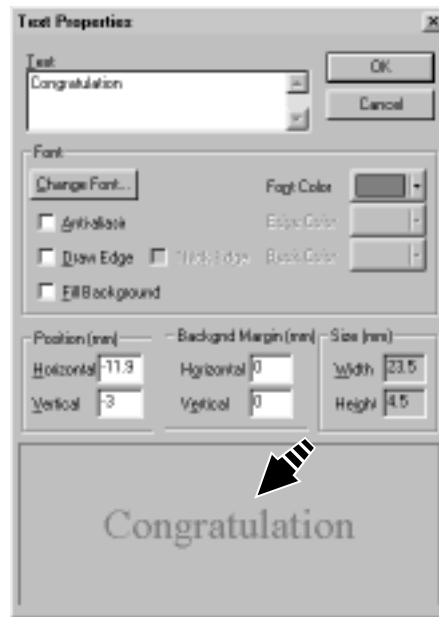 Text Properties
Text
Congratulation
OK
Cancel
Font
Change Font...
Font Color
Anti-aliask
Edge Color
Draw Edge
Thick Edge
Back Color
Fill Background
Position (mm)
Horizontal -11.9
Vertical -3
Backgnd Margin (mm)
Horizontal 0
Vertical 0
Size (mm)
Width 23.5
Height 4.5
Congratulation